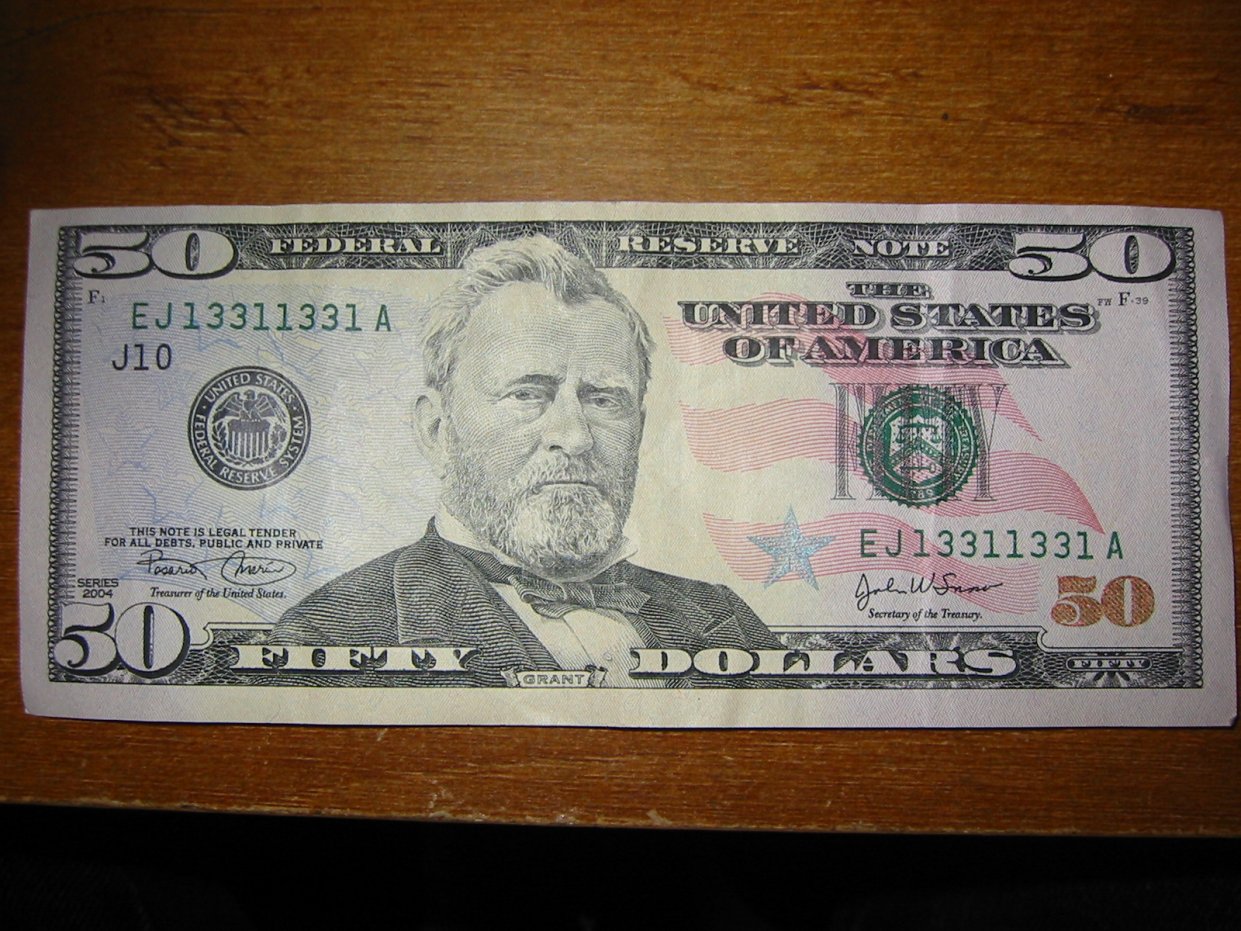 50 FEDERAL RESERVE NOTE 50
F1
EJ13311331A
J10
THE
UNITED STATES
OF AMERICA
FW F 39
UNITED STATES
FEDERAL RESERVE SYSTEM
FIFTY
THIS NOTE IS LEGAL TENDER
FOR ALL DEBTS, PUBLIC AND PRIVATE
EJ13311331A
Treasurer of the United States.
SERIES
2004
John W Snow
Secretary of the Treasury.
50
50 FIFTY DOLLARS FIFTY
GRANT